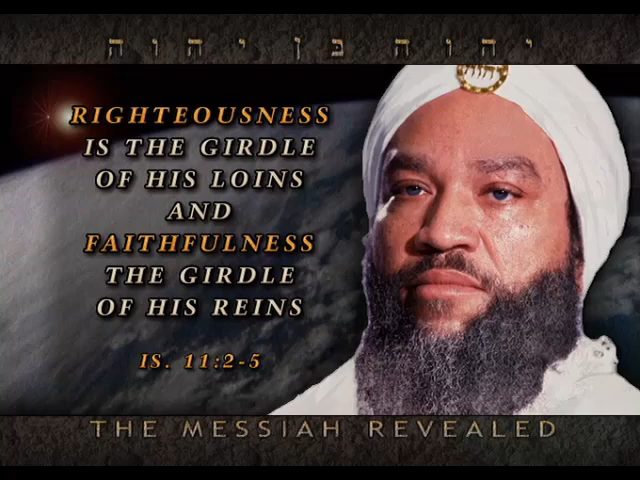 יהוה בן יהוה
RIGHTEOUSNESS
IS THE GIRDLE
OF HIS LOINS
AND
FAITHFULNESS
THE GIRDLE
OF HIS REINS
IS. 11:2-5
THE MESSIAH REVEALED